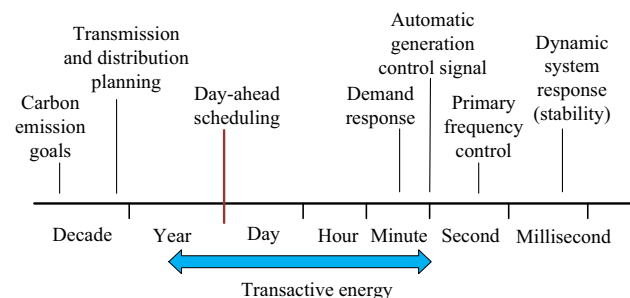 Carbon
emission
goals
Transmission
and distribution
planning
Day-ahead
scheduling
Demand
response
Automatic
generation
control signal
Primary
frequency
control
Dynamic
system
response
(stability)
Decade Year Day Hour Minute Second Millisecond
Transactive energy